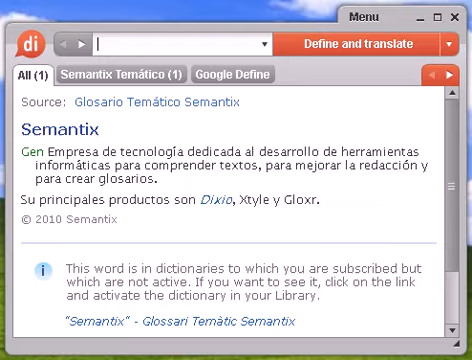 Menu
di
Define and translate
All (1)
Semantix Temático (1)
Google Define
Source: Glosario Temático Semantix
Semantix
Gen Empresa de tecnología dedicada al desarrollo de herramientas
informáticas para comprender textos, para mejorar la redacción y
para crear glosarios.
Su principales productos son Dixio, Xtyle y Gloxr.
© 2010 Semantix
i
This word is in dictionaries to which you are subscribed but
which are not active. If you want to see it, click on the link
and activate the dictionary in your Library.
"Semantix" - Glossari Temàtic Semantix